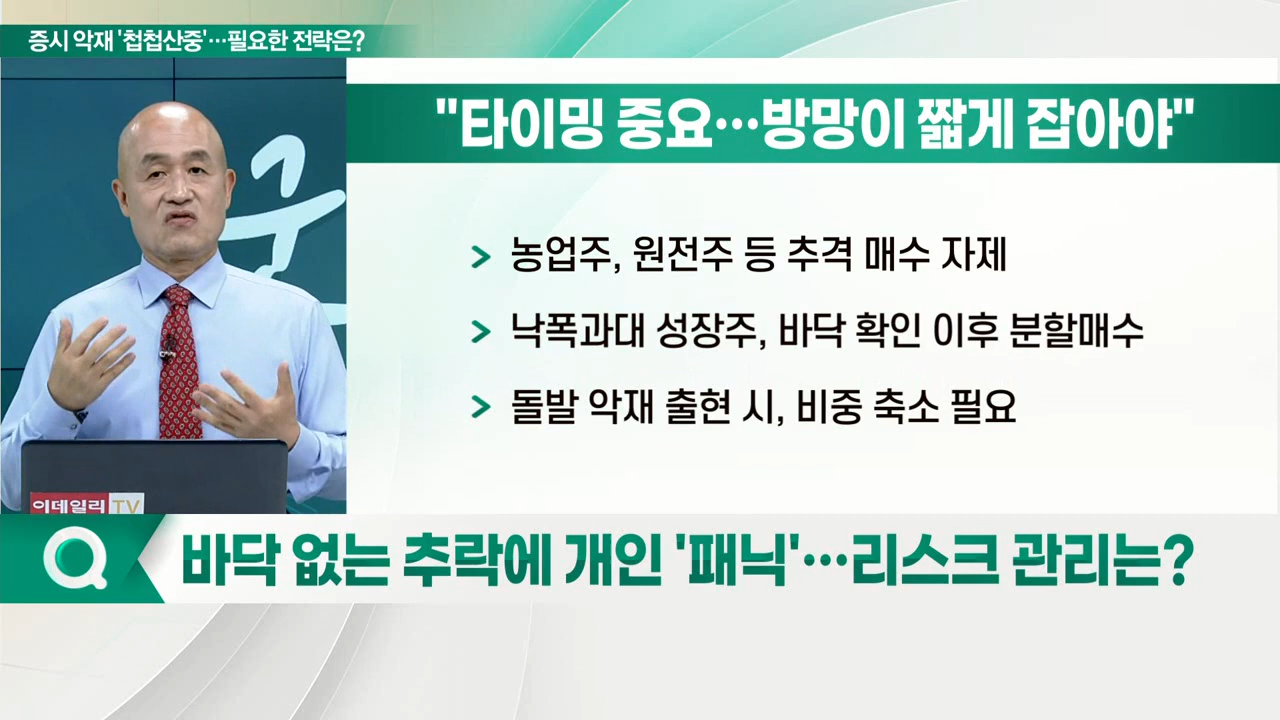 증시 악재 '첩첩산중'…필요한 전략은?
"타이밍 중요…방망이 짧게 잡아야"
> 농업주, 원전주 등 추격 매수 자제
> 낙폭과대 성장주, 바닥 확인 이후 분할매수
> 돌발 악재 출현 시, 비중 축소 필요
이데일리 TV
Q 바닥 없는 추락에 개인 '패닉'…리스크 관리는?